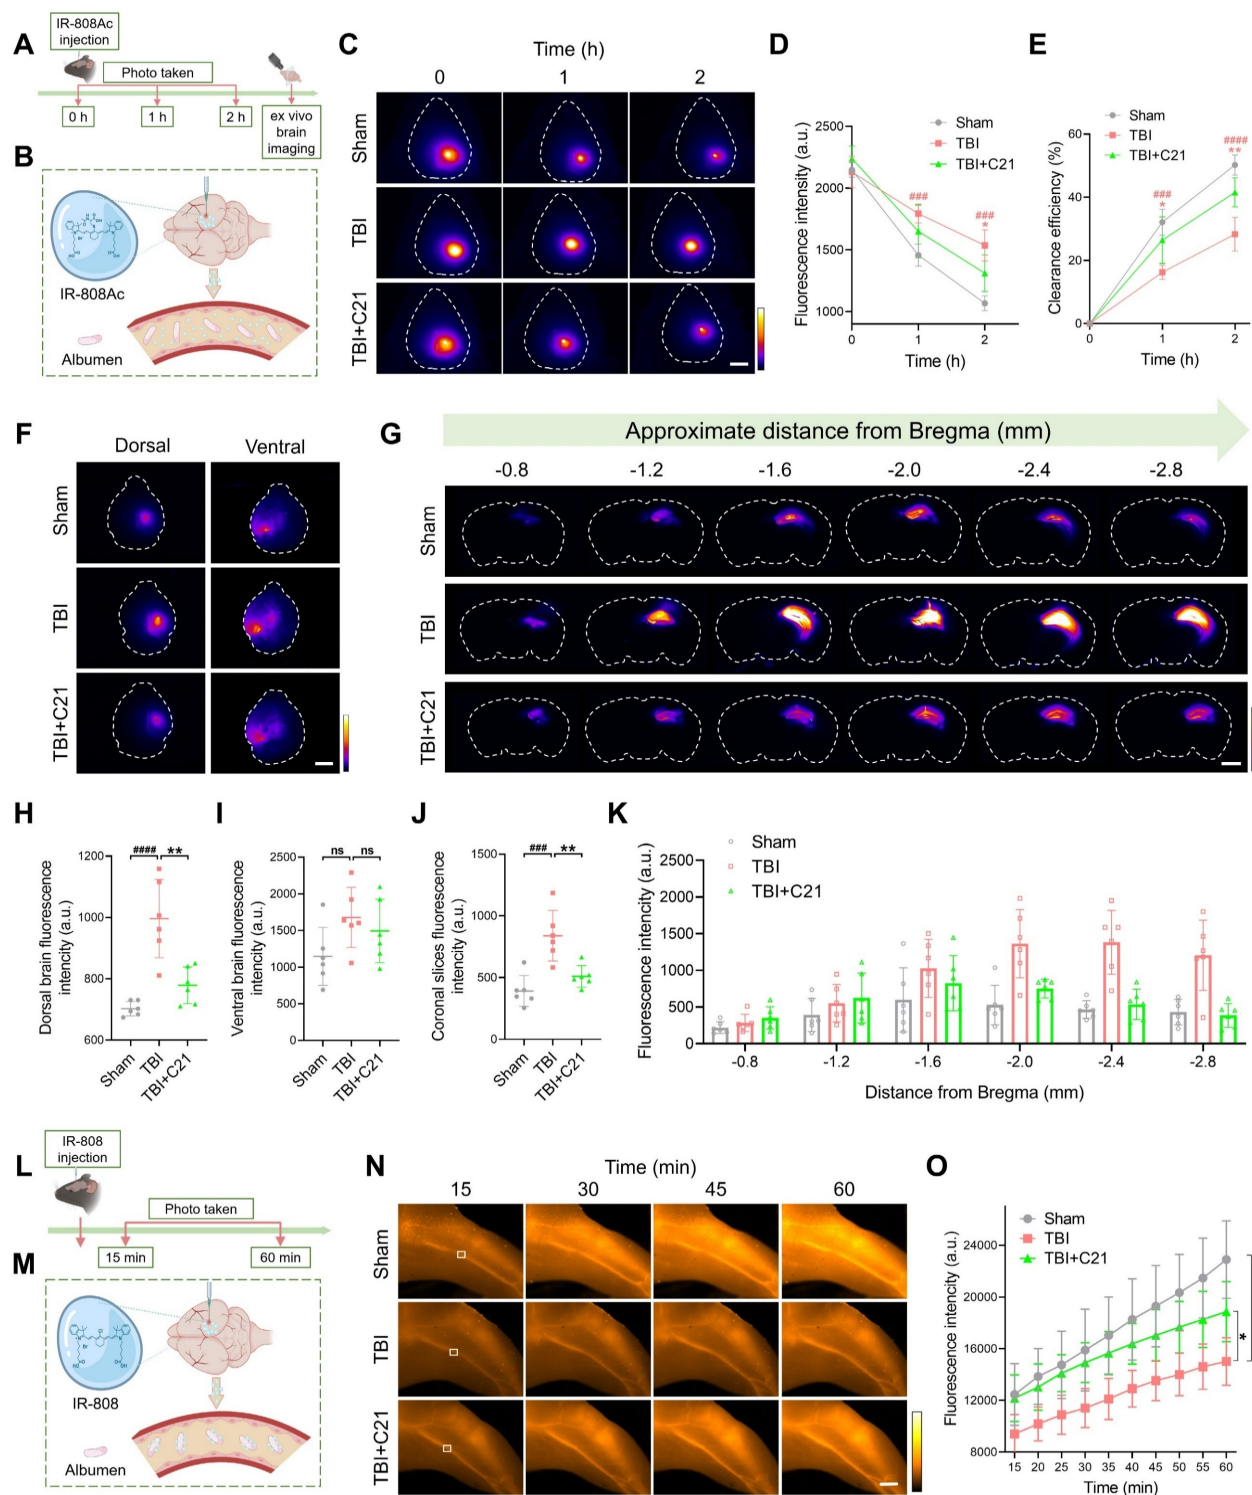 A
IR-808Ac
injection
Photo taken
0 h
1 h
2 h
ex vivo
brain
imaging
B
IR-808Ac
Albumen
C
Time (h)
0
1
2
Sham
TBI
TBI+C21
D
Sham
TBI
TBI+C21
Fluorescence intensity (a.u.)
2500
2000
1500
1000
###
###
*
0
1
2
Time (h)
E
Sham
TBI
TBI+C21
Clearance efficiency (%)
60
40
20
0
###
*
####
**
0
1
2
Time (h)
F
Dorsal
Ventral
Sham
TBI
TBI+C21
G
Approximate distance from Bregma (mm)
-0.8
-1.2
-1.6
-2.0
-2.4
-2.8
Sham
TBI
TBI+C21
H
Dorsal brain fluorescence
intencity (a.u.)
1200
1000
800
600
####
**
Sham
TBI
TBI+C21
I
Ventral brain fluorescence
intencity (a.u.)
2500
2000
1500
1000
500
0
ns
ns
Sham
TBI
TBI+C21
J
Coronal slices fluorescence
intencity (a.u.)
1500
1000
500
0
###
**
Sham
TBI
TBI+C21
K
Sham
TBI
TBI+C21
Fluorescence intencity (a.u.)
2500
2000
1500
1000
500
0
-0.8
-1.2
-1.6
-2.0
-2.4
-2.8
Distance from Bregma (mm)
L
IR-808
injection
Photo taken
15 min
60 min
M
IR-808
Albumen
N
Time (min)
15
30
45
60
Sham
TBI
TBI+C21
O
Sham
TBI
TBI+C21
Fluorescence intencity (a.u.)
24000
20000
16000
12000
8000
*
15
20
25
30
35
40
45
50
55
60
Time (min)